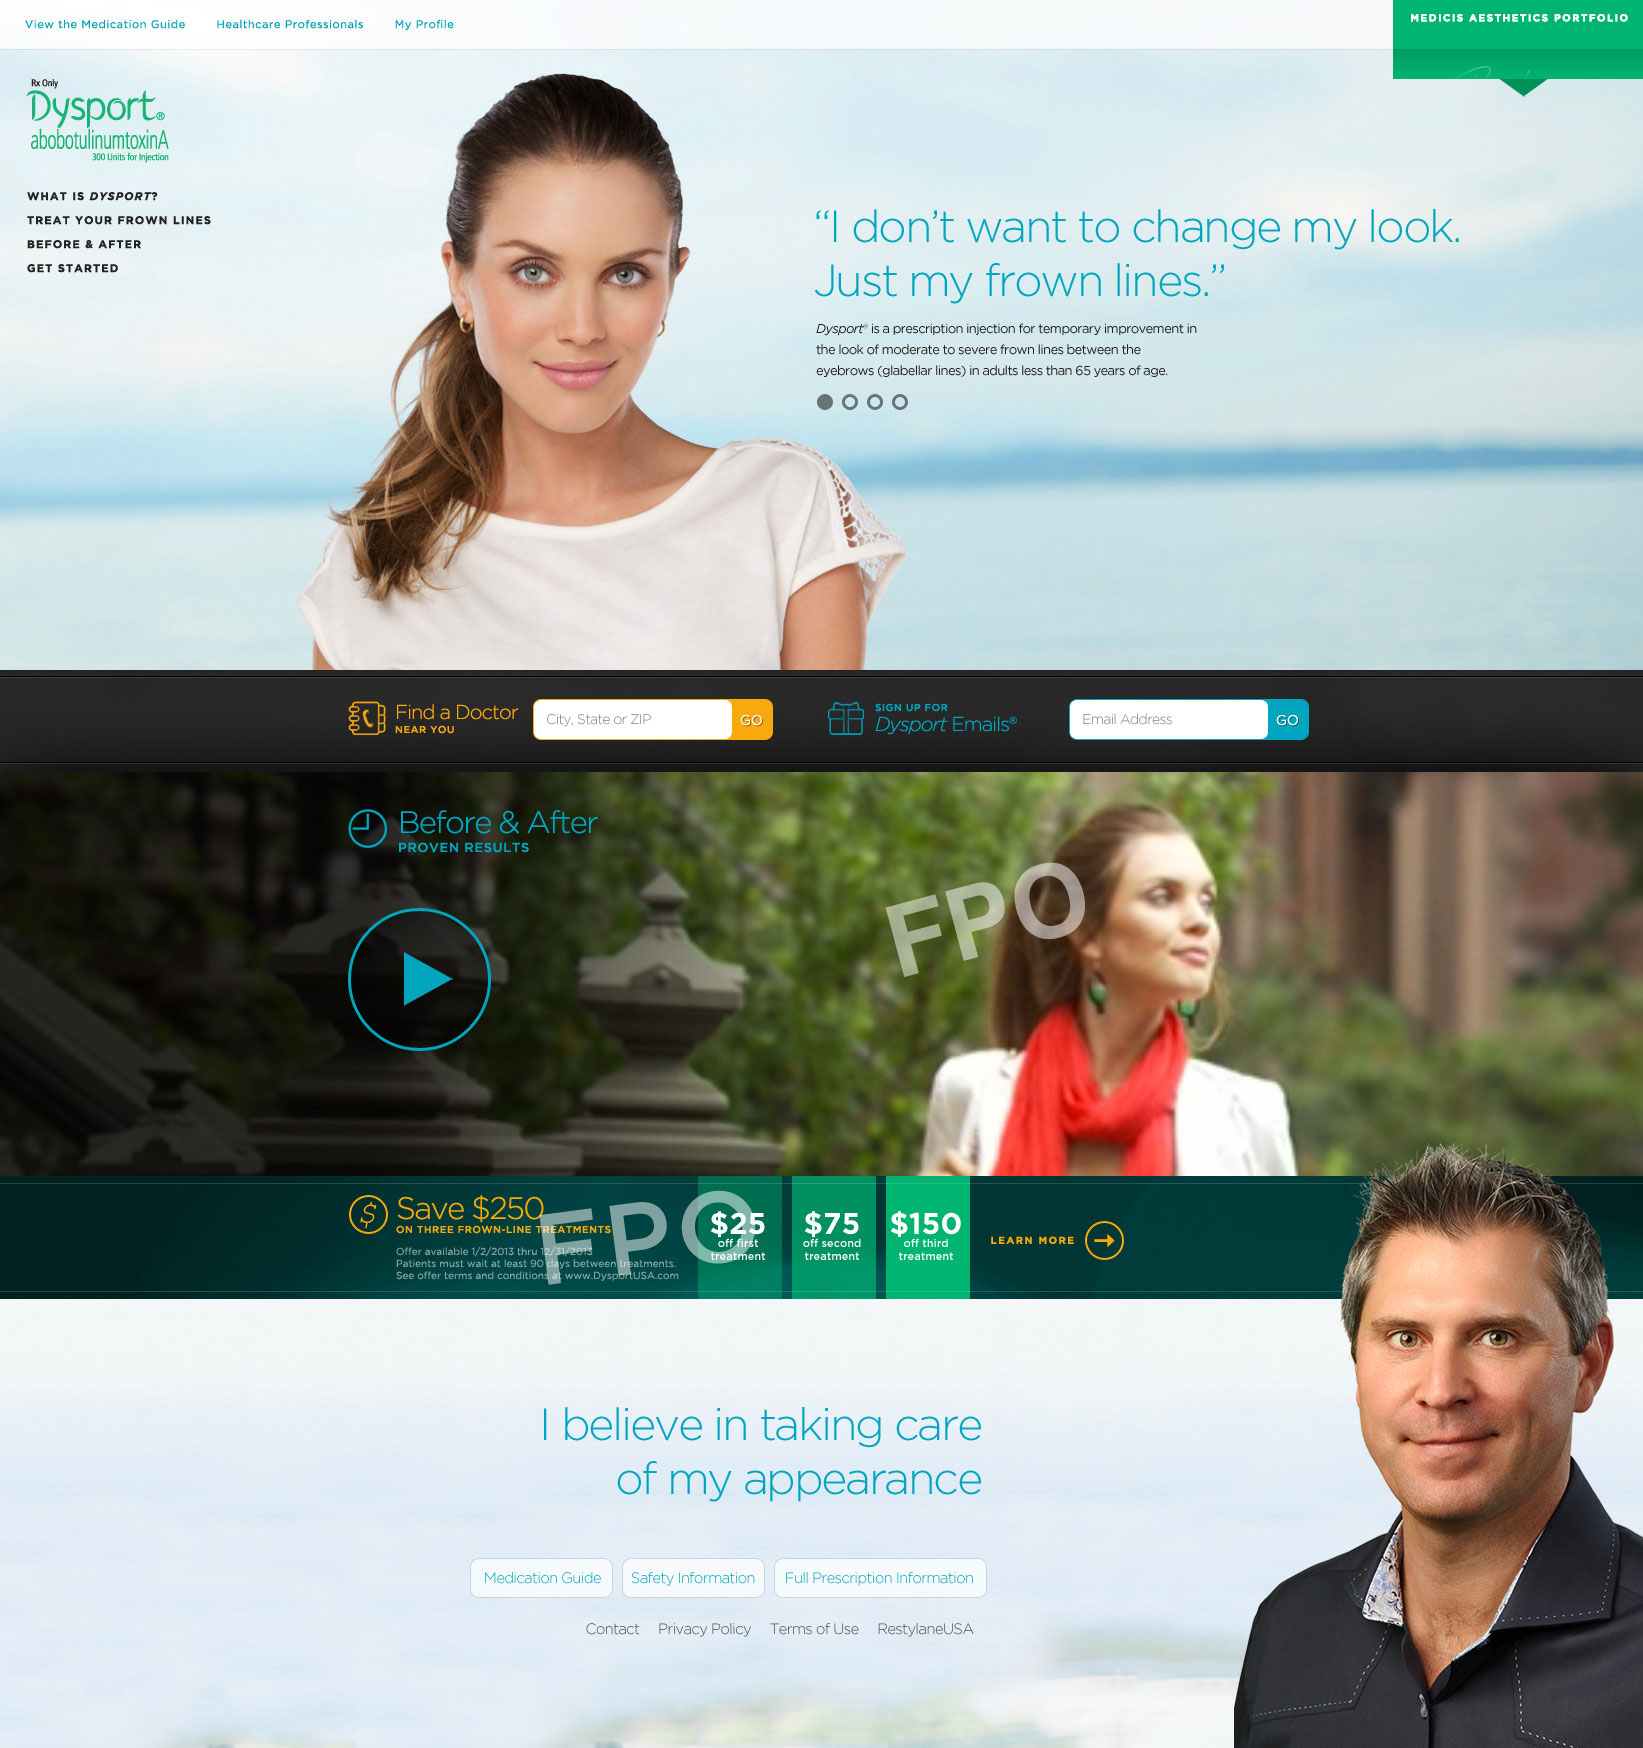 View the Medication Guide
Healthcare Professionals
My Profile
MEDICIS AESTHETICS PORTFOLIO
Rx Only
Dysport®
abobotulinumtoxinA
300 Units for Injection
WHAT IS DYSPORT?
TREAT YOUR FROWN LINES
BEFORE & AFTER
GET STARTED
“I don’t want to change my look.
Just my frown lines.”
Dysport® is a prescription injection for temporary improvement in
the look of moderate to severe frown lines between the
eyebrows (glabellar lines) in adults less than 65 years of age.
Find a Doctor
NEAR YOU
City, State or ZIP
GO
SIGN UP FOR
Dysport Emails®
Email Address
GO
Before & After
PROVEN RESULTS
FPO
Save $250
ON THREE FROWN-LINE TREATMENTS
Offer available 1/2/2013 thru 12/31/2013
Patients must wait at least 90 days between treatments.
See offer terms and conditions at www.DysportUSA.com
FPO
$25
off first
treatment
$75
off second
treatment
$150
off third
treatment
LEARN MORE
I believe in taking care
of my appearance
Medication Guide
Safety Information
Full Prescription Information
Contact
Privacy Policy
Terms of Use
RestylaneUSA